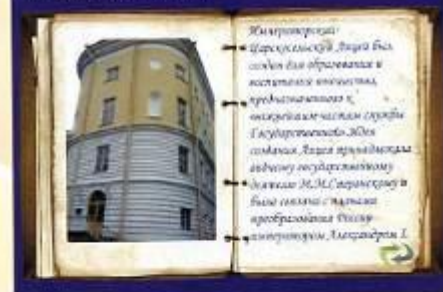 Императорский
Царскосельский Лицей был
создан для образования и
воспитания юношества,
предназначенного к
важнейшим частям службы
Государственной. Идея
создания Лицея принадлежала
видному государственному
деятелю М.М.Сперанскому и
была связана с планами
преобразования России
императором Александром I.